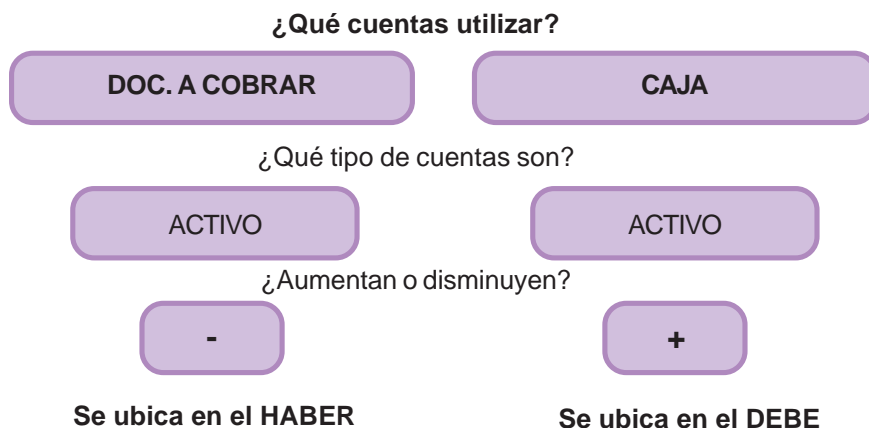 ¿Qué cuentas utilizar?
DOC. A COBRAR
CAJA
¿Qué tipo de cuentas son?
ACTIVO
ACTIVO
¿Aumentan o disminuyen?
-
+
Se ubica en el HABER
Se ubica en el DEBE